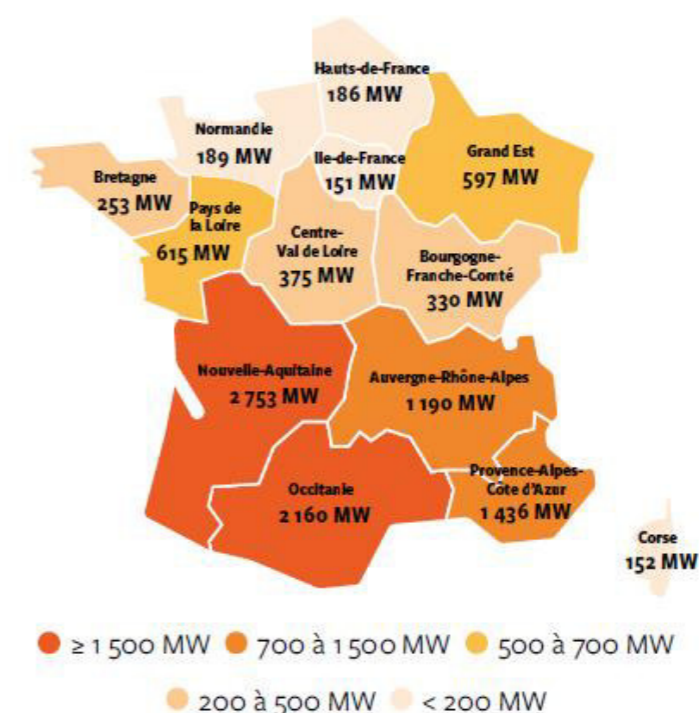 Hauts-de-France
186 MW
Normandie
189 MW
Ile-de-France
151 MW
Grand Est
597 MW
Bretagne
253 MW
Pays de
la Loire
615 MW
Centre-
Val de Loire
375 MW
Bourgogne-
Franche-Comté
330 MW
Nouvelle-Aquitaine
2 753 MW
Auvergne-Rhône-Alpes
1 190 MW
Occitanie
2 160 MW
Provence-Alpes-
Côte d'Azur
1 436 MW
Corse
152 MW
≥ 1 500 MW 700 à 1 500 MW 500 à 700 MW
200 à 500 MW < 200 MW